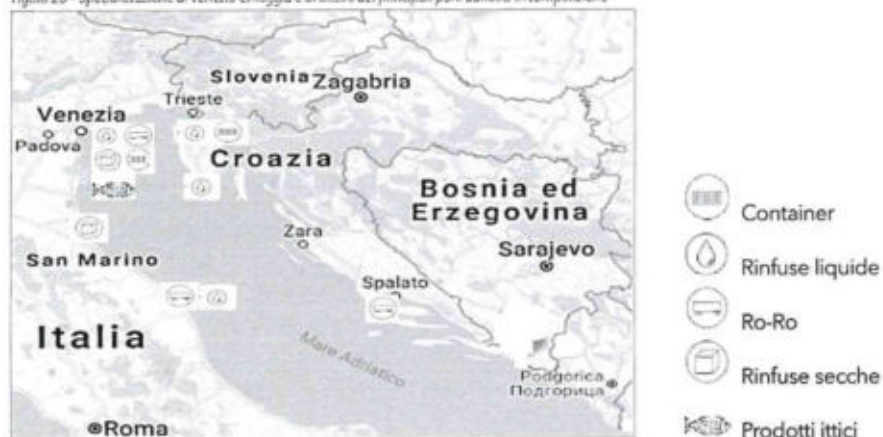 Slovenia
Zagabria
Trieste
Venezia
Padova
Croazia
Bosnia ed
Erzegovina
Zara
Sarajevo
San Marino
Spalato
Italia
Mare Adriatico
Podgorica
Подгорица
Roma
Container
Rinfuse liquide
Ro-Ro
Rinfuse secche
Prodotti ittici